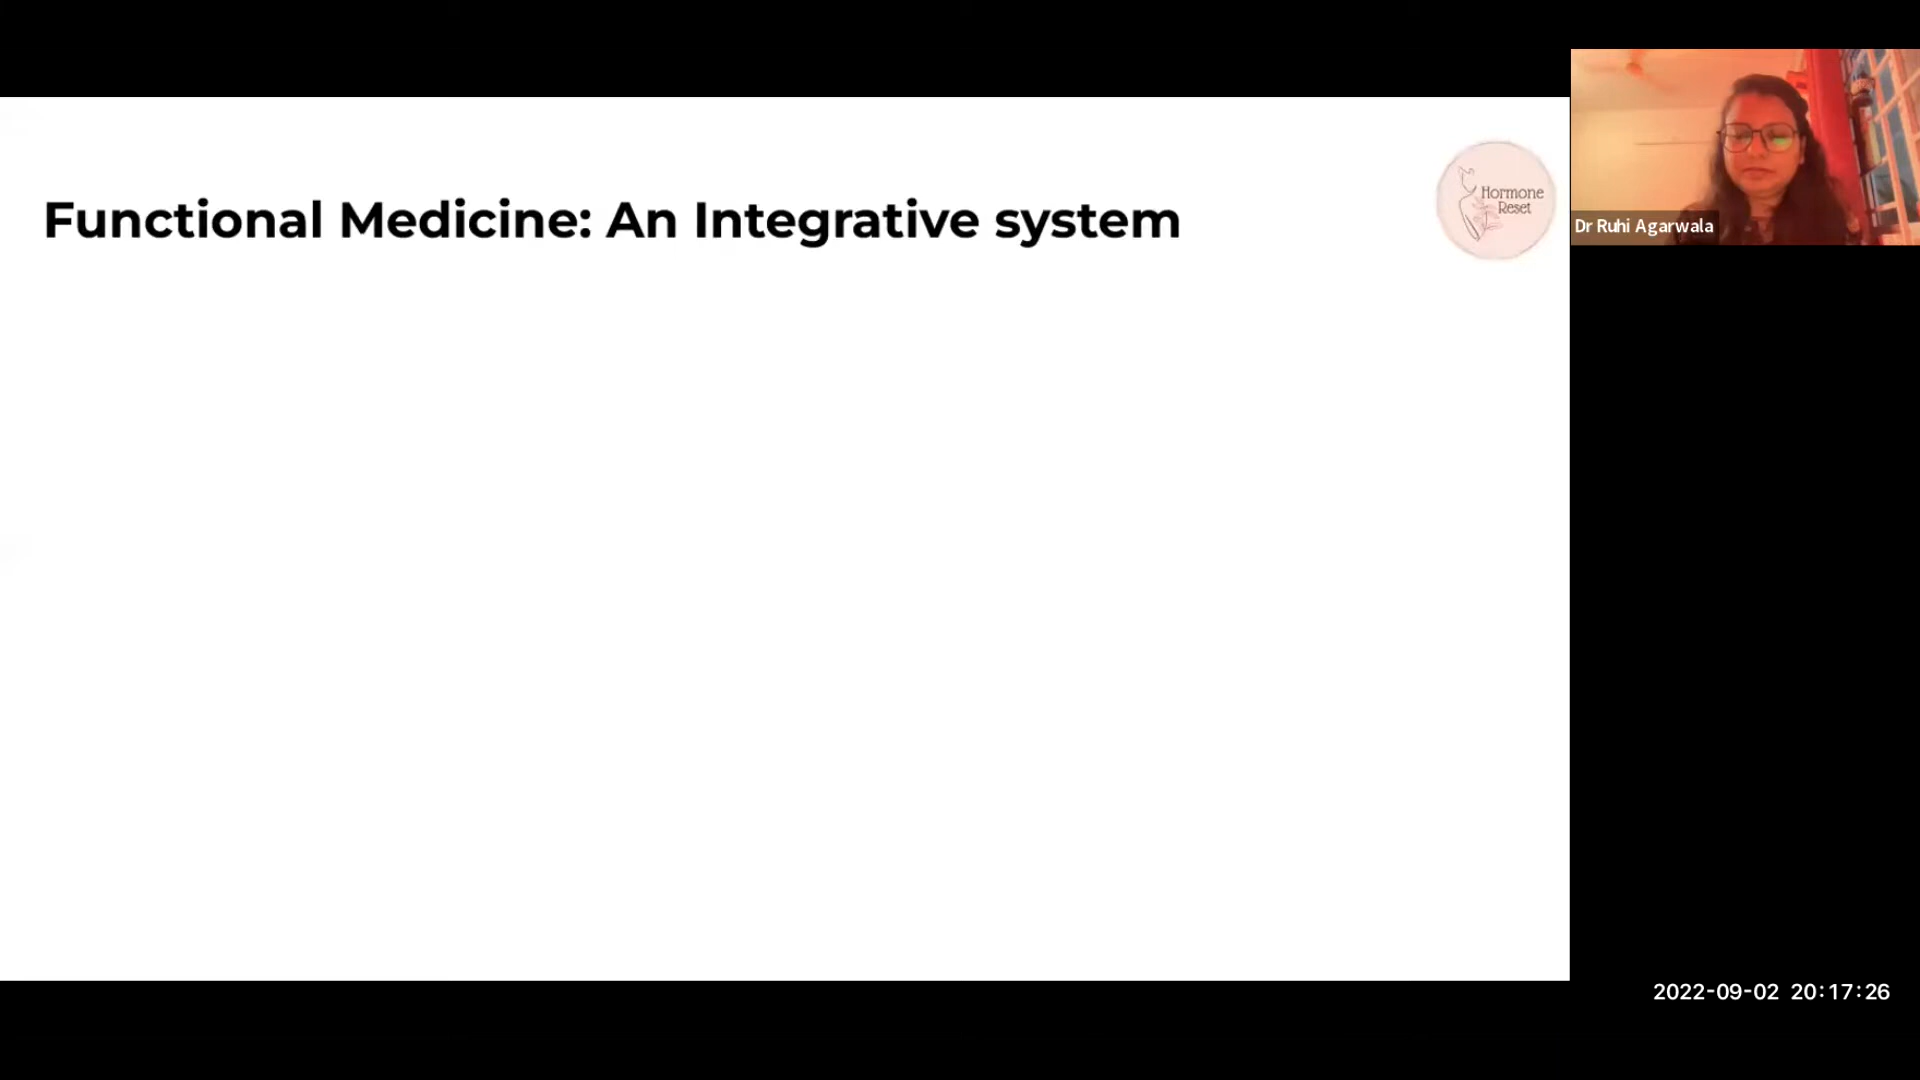 Functional Medicine: An Integrative system
Hormone
Reset
Dr Ruhi Agarwala
2022-09-02 20:17:26